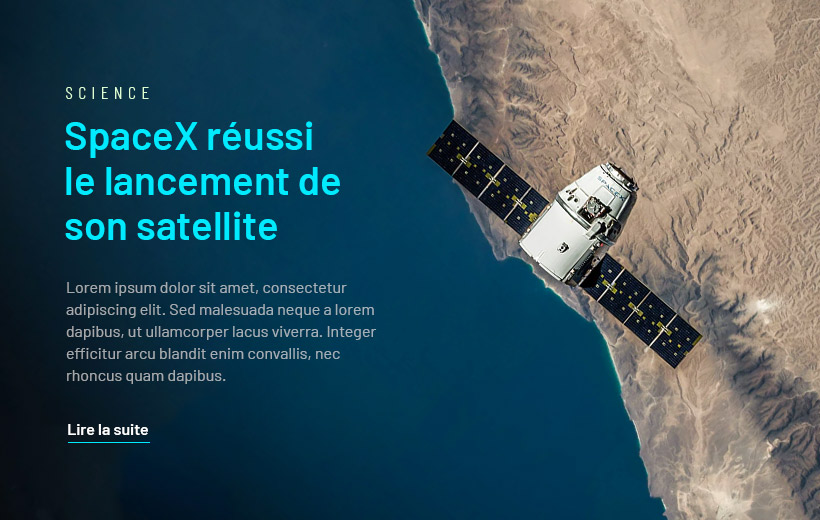 SCIENCE
SpaceX réussi
le lancement de
son satellite
Lorem ipsum dolor sit amet, consectetur
adipiscing elit. Sed malesuada neque a lorem
dapibus, ut ullamcorper lacus viverra. Integer
efficitur arcu blandit enim convallis, nec
rhoncus quam dapibus.
Lire la suite
SPACEX